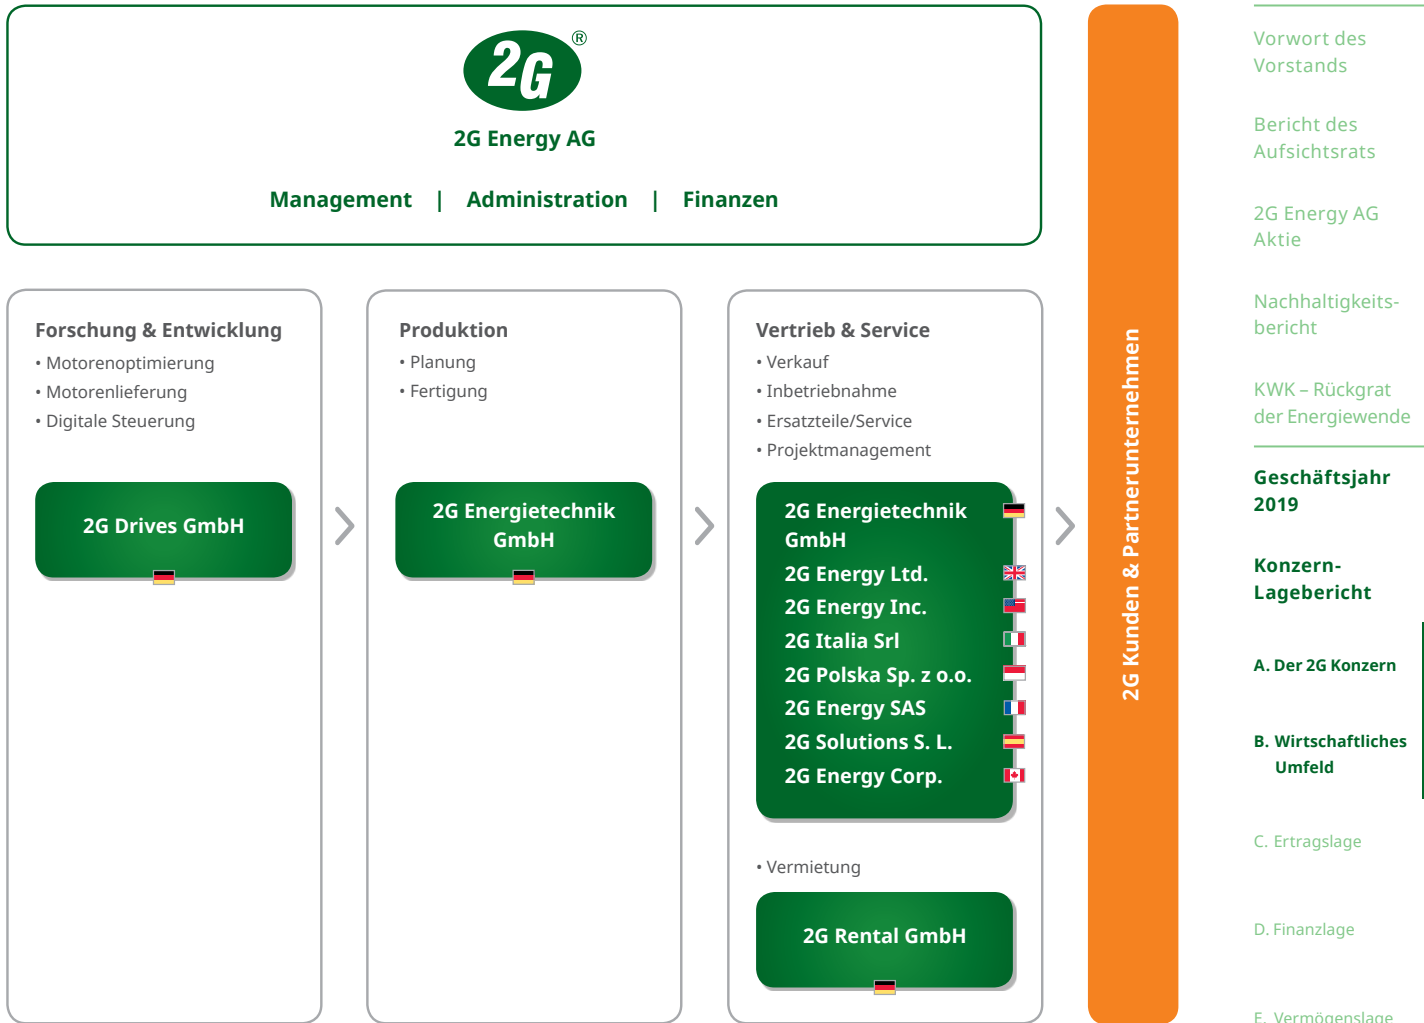 2G®
2G Energy AG
Management | Administration | Finanzen
Forschung & Entwicklung
• Motorenoptimierung
• Motorenlieferung
• Digitale Steuerung
2G Drives GmbH
Produktion
• Planung
• Fertigung
2G Energietechnik
GmbH
Vertrieb & Service
• Verkauf
• Inbetriebnahme
• Ersatzteile/Service
• Projektmanagement
2G Energietechnik
GmbH
2G Energy Ltd.
2G Energy Inc.
2G Italia Srl
2G Polska Sp. z o.o.
2G Energy SAS
2G Solutions S. L.
2G Energy Corp.
• Vermietung
2G Rental GmbH
2G Kunden & Partnerunternehmen
Vorwort des
Vorstands
Bericht des
Aufsichtsrats
2G Energy AG
Aktie
Nachhaltigkeits-
bericht
KWK – Rückgrat
der Energiewende
Geschäftsjahr
2019
Konzern-
Lagebericht
A. Der 2G Konzern
B. Wirtschaftliches
Umfeld
C. Ertragslage
D. Finanzlage
E. Vermögenslage